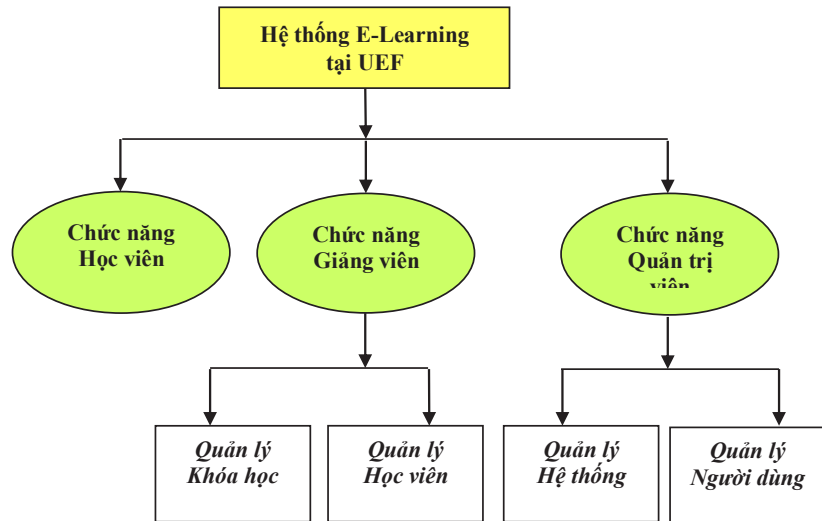 Hệ thống E-Learning
tại UEF
Chức năng
Học viên
Chức năng
Giảng viên
Chức năng
Quản trị
viên
Quản lý
Khóa học
Quản lý
Học viên
Quản lý
Hệ thống
Quản lý
Người dùng